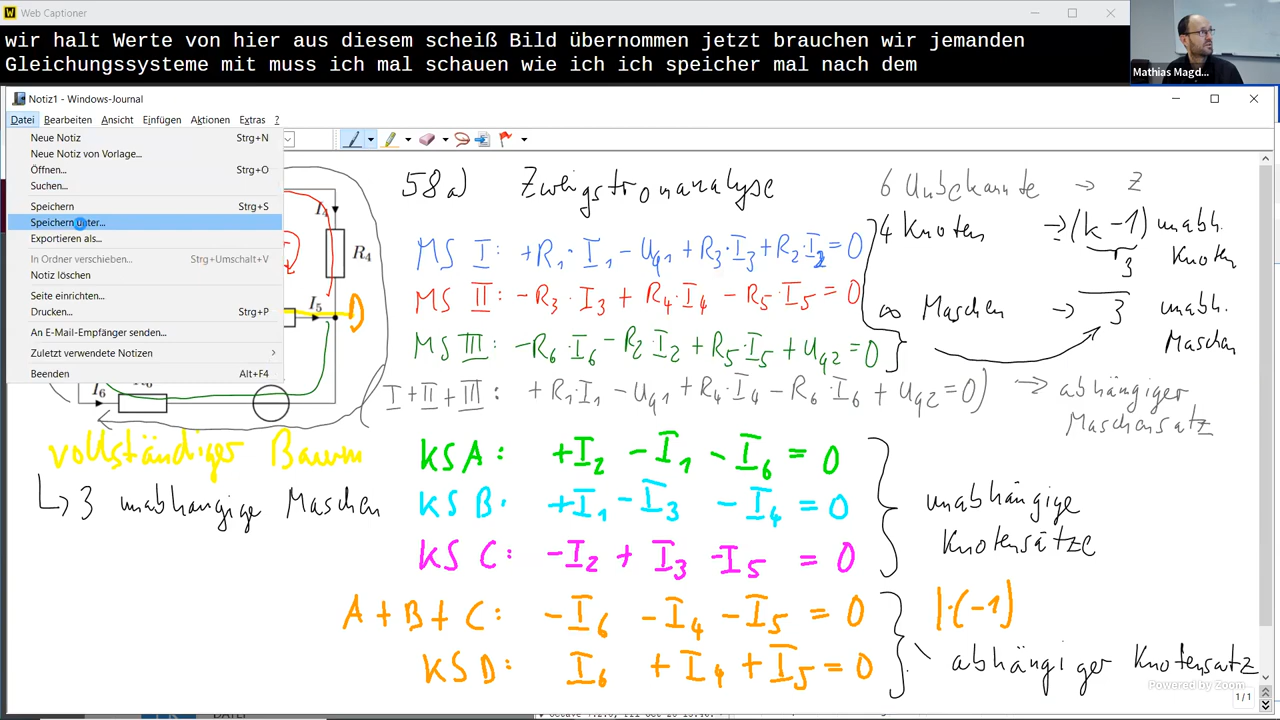 Web Captioner
wir halt Werte von hier aus diesem scheiß Bild übernommen jetzt brauchen wir jemanden
Gleichungssysteme mit muss ich mal schauen wie ich ich speicher mal nach dem
Mathias Magd...
Notiz1 - Windows-Journal
Datei Bearbeiten Ansicht Einfügen Aktionen Extras ?
Neue Notiz Strg+N
Neue Notiz von Vorlage...
Öffnen... Strg+O
Suchen...
Speichern Strg+S
Speichern unter...
Exportieren als...
In Ordner verschieben... Strg+Umschalt+V
Notiz löschen
Seite einrichten...
Drucken... Strg+P
An E-Mail-Empfänger senden...
Zuletzt verwendete Notizen
Beenden Alt+F4
I4
R4
I5
D
I6
R6
vollständiger Baum
↳ 3 unabhängige Maschen
58a) Zweigstromanalyse
MS I: +R1·I1 - Uq1 + R3·I3 + R2·I2 = 0
MS II: -R3·I3 + R4·I4 - R5·I5 = 0
MS III: -R6·I6 - R2·I2 + R5·I5 + Uq2 = 0
I+II+III: +R1·I1 - Uq1 + R4·I4 - R6·I6 + Uq2 = 0) → abhängiger
Maschensatz
6 Unbekannte → Z
4 Knoten → (k-1) unabh.
3 Knoten
∞ Maschen → 3 unabh.
Maschen
KS A: +I2 - I1 - I6 = 0
KS B: +I1 - I3 - I4 = 0
KS C: -I2 + I3 - I5 = 0
unabhängige
Knotensätze
A+B+C: -I6 - I4 - I5 = 0 |·(-1)
KS D: I6 + I4 + I5 = 0
abhängiger Knotensatz
Powered by Zoom
1/1